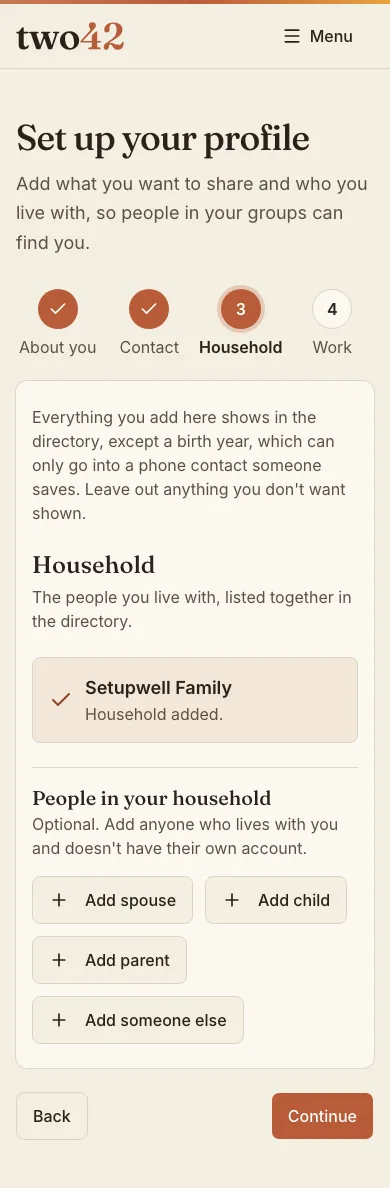 two42
Menu
Set up your profile
Add what you want to share and who you
live with, so people in your groups can
find you.
3
4
About you
Contact
Household
Work
Everything you add here shows in the
directory, except a birth year, which can
only go into a phone contact someone
saves. Leave out anything you don't want
shown.
Household
The people you live with, listed together in
the directory.
Setupwell Family
Household added.
People in your household
Optional. Add anyone who lives with you
and doesn't have their own account.
Add spouse
Add child
Add parent
Add someone else
Back
Continue